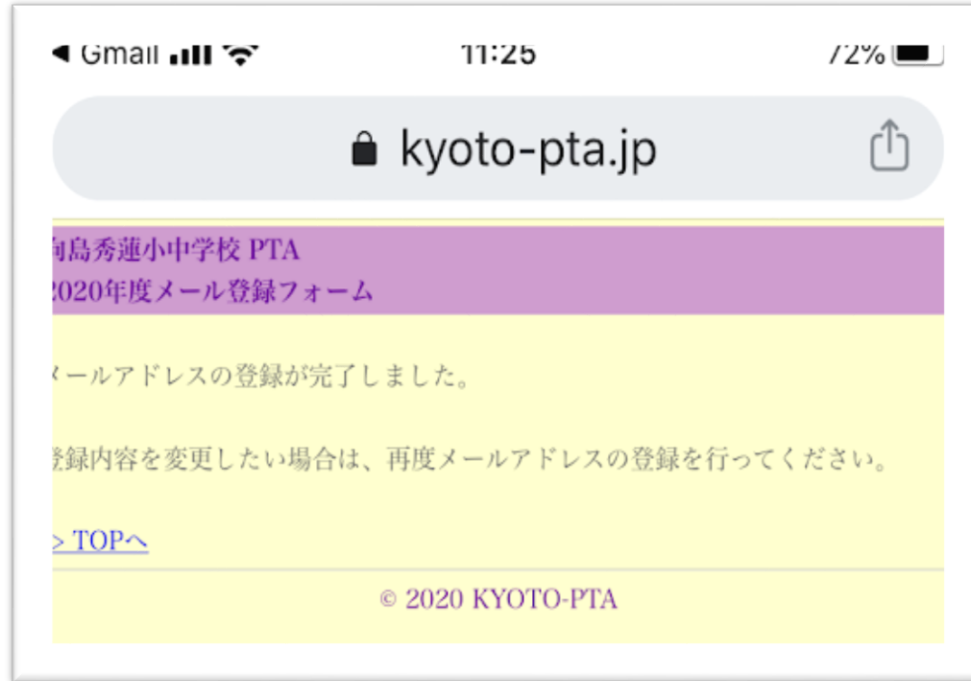 ◀ Gmail
11:25
72%
kyoto-pta.jp
向島秀蓮小中学校 PTA
2020年度メール登録フォーム
メールアドレスの登録が完了しました。
登録内容を変更したい場合は、再度メールアドレスの登録を行ってください。
> TOPへ
© 2020 KYOTO-PTA